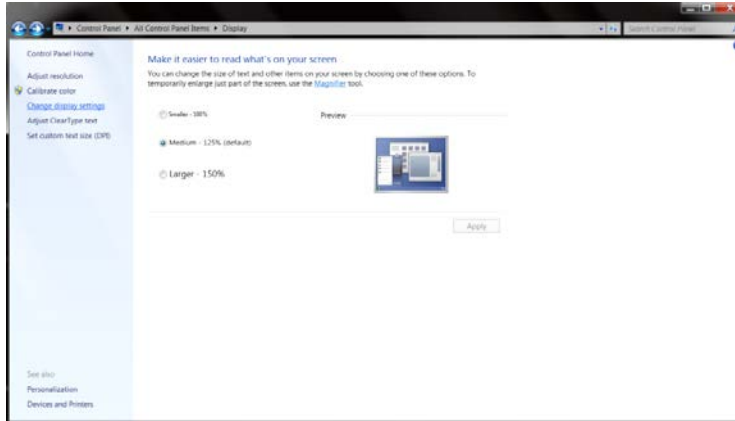 Control Panel ▸ All Control Panel Items ▸ Display
Search Control Panel
Control Panel Home
Adjust resolution
Calibrate color
Change display settings
Adjust ClearType text
Set custom text size (DPI)
Make it easier to read what's on your screen
You can change the size of text and other items on your screen by choosing one of these options. To
temporarily enlarge just part of the screen, use the Magnifier tool.
Smaller - 100%
Preview
Medium - 125% (default)
Larger - 150%
Apply
See also
Personalization
Devices and Printers